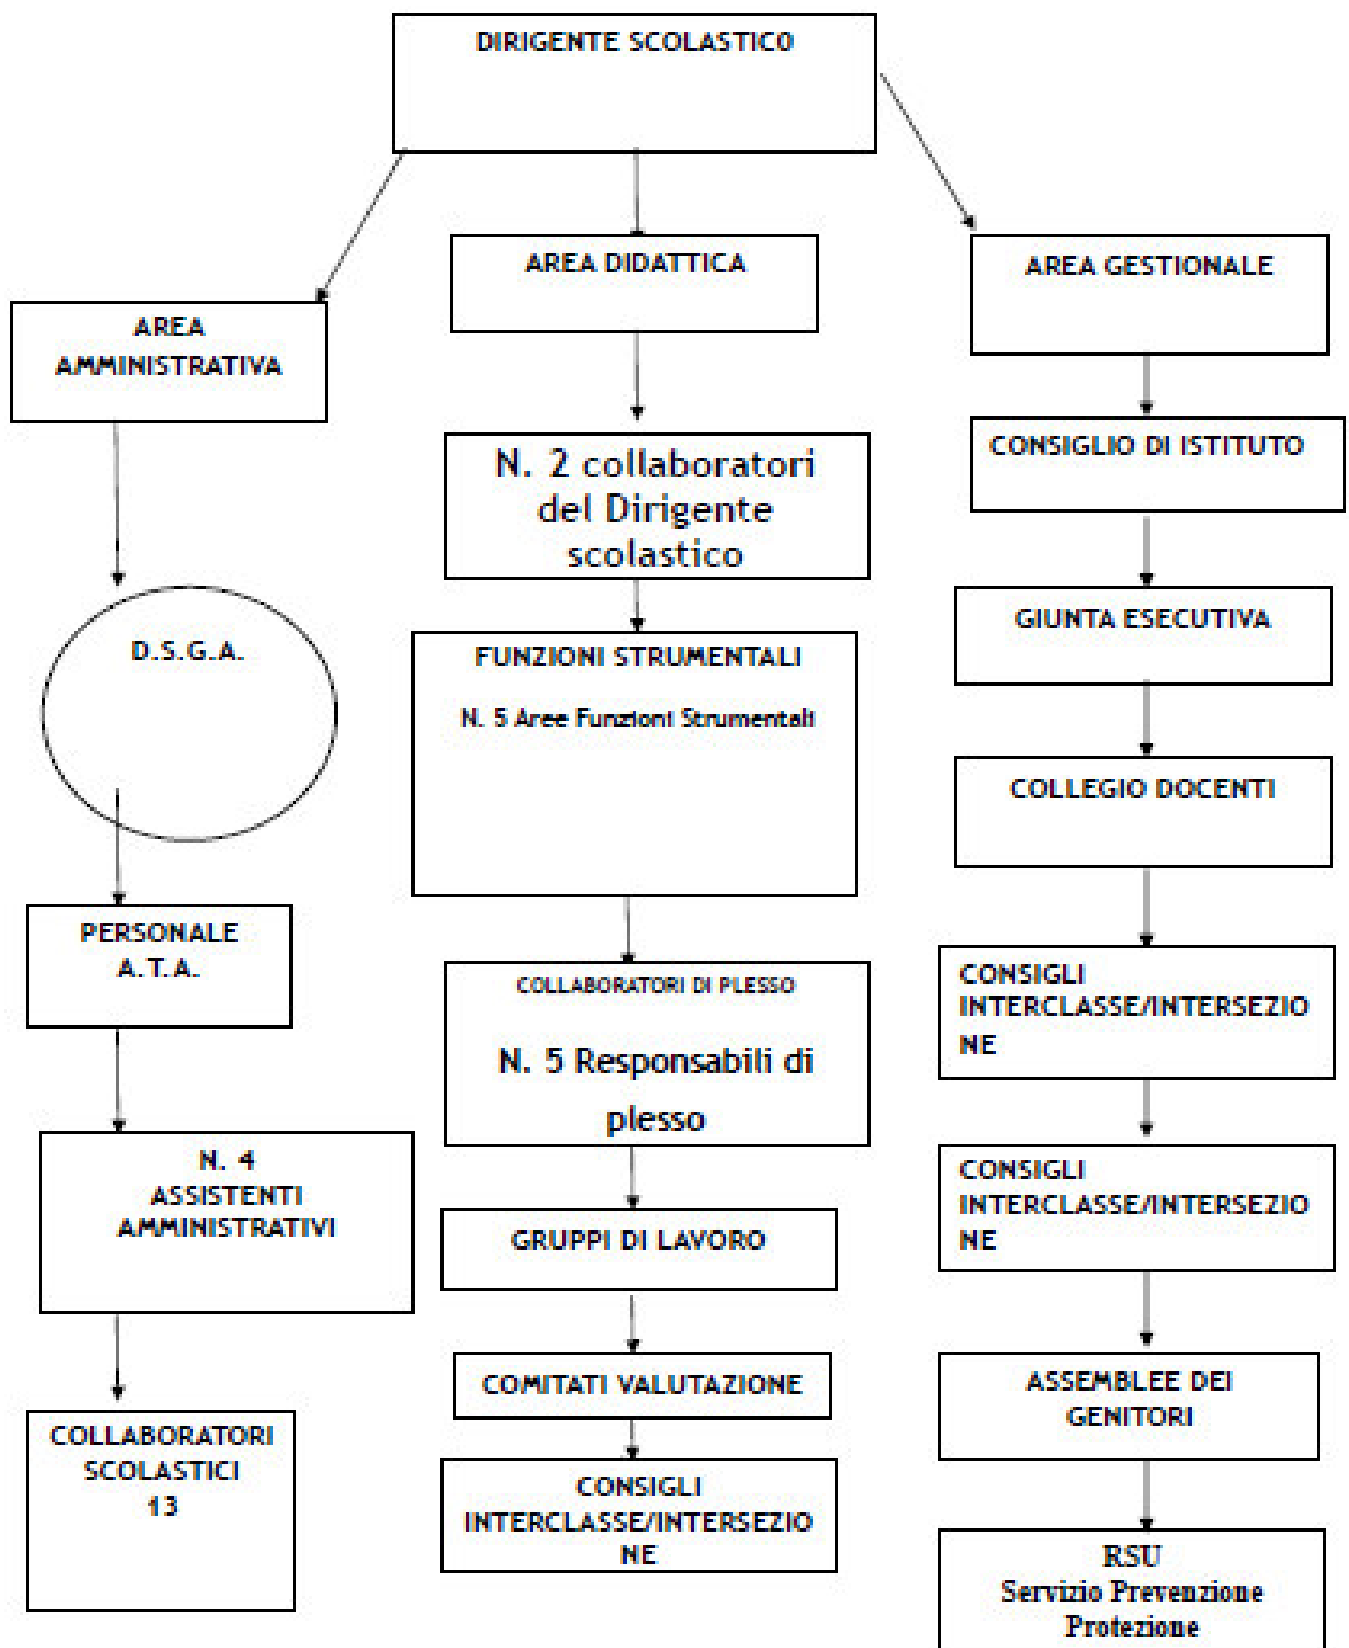 DIRIGENTE SCOLASTICO
AREA DIDATTICA
AREA GESTIONALE
AREA
AMMINISTRATIVA
CONSIGLIO DI ISTITUTO
N. 2 collaboratori
del Dirigente
scolastico
D.S.G.A.
GIUNTA ESECUTIVA
FUNZIONI STRUMENTALI
N. 5 Aree Funzioni Strumentali
COLLEGIO DOCENTI
PERSONALE
A.T.A.
COLLABORATORI DI PLESSO
N. 5 Responsabili di
plesso
CONSIGLI
INTERCLASSE/INTERSEZIO
NE
N. 4
ASSISTENTI
AMMINISTRATIVI
CONSIGLI
INTERCLASSE/INTERSEZIO
NE
GRUPPI DI LAVORO
COMITATI VALUTAZIONE
ASSEMBLEE DEI
GENITORI
COLLABORATORI
SCOLASTICI
13
CONSIGLI
INTERCLASSE/INTERSEZIO
NE
RSU
Servizio Prevenzione
Protezione